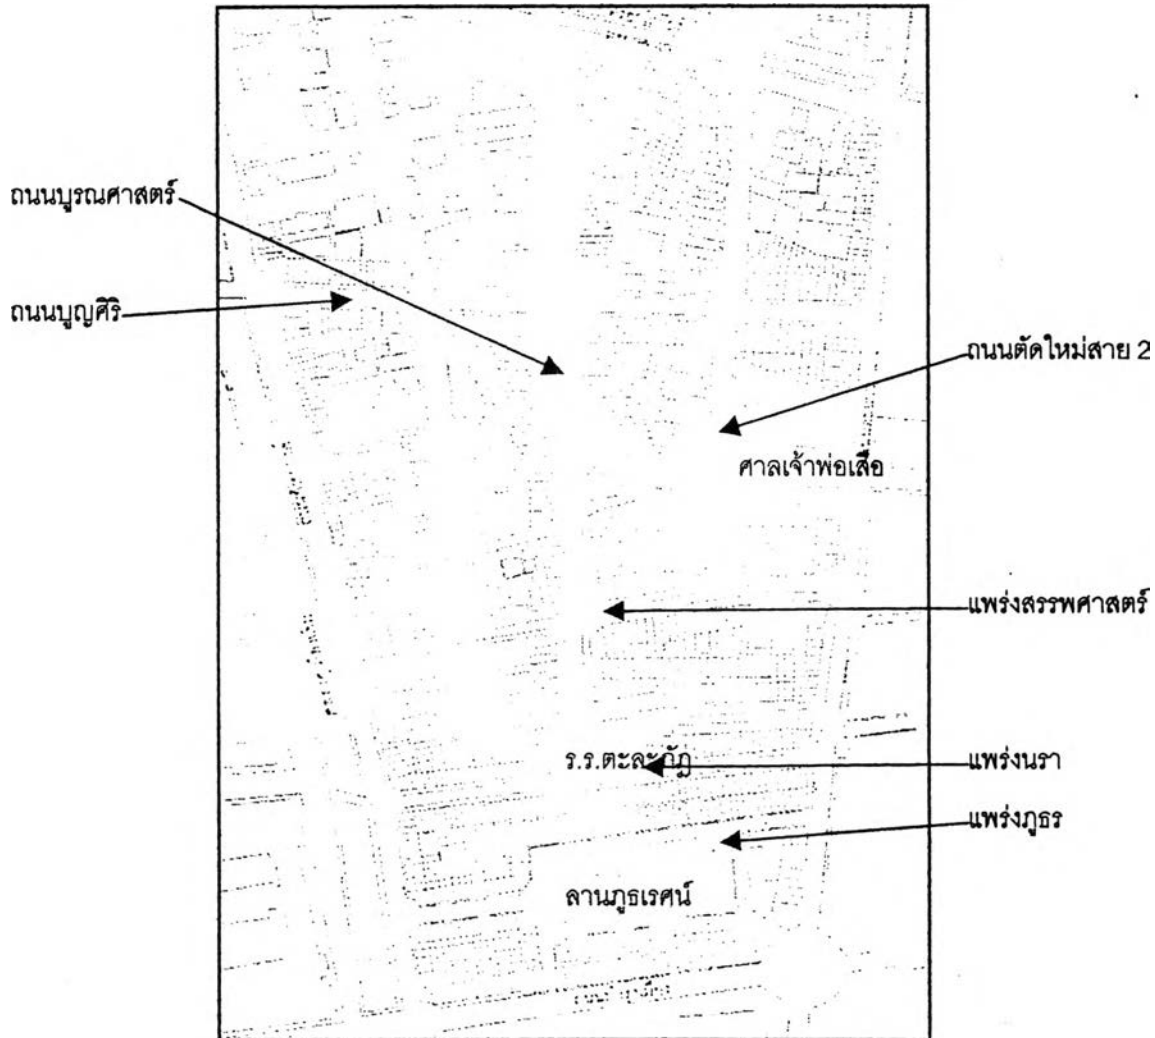 ถนนบูรณศาสตร์
ถนนบุญศิริ
ถนนตัดใหม่สาย 2
ศาลเจ้าพ่อเสือ
แพร่งสรรพศาสตร์
ร.ร.ตะละภัฏ
แพร่งนรา
แพร่งภูธร
ลานภูธเรศน์